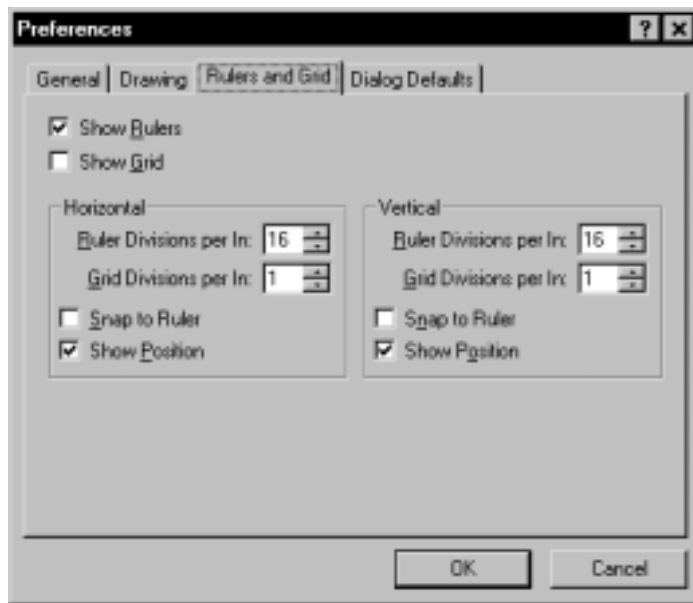 Preferences
General Drawing Rulers and Grid Dialog Defaults
Show Rulers
Show Grid
Horizontal
Ruler Divisions per In: 16
Grid Divisions per In: 1
Snap to Ruler
Show Position
Vertical
Ruler Divisions per In: 16
Grid Divisions per In: 1
Snap to Ruler
Show Position
OK Cancel